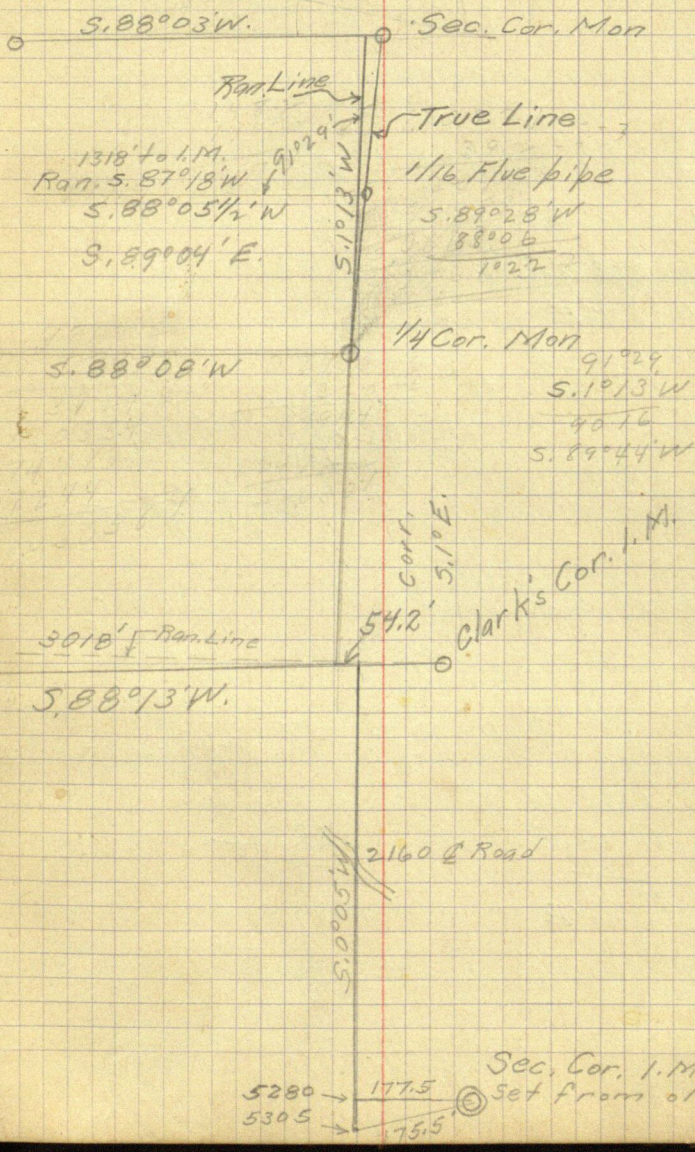 S.88°03'W.
Sec. Cor. Mon
Ran. Line
True Line
91°29'
1318' to I.M.
Ran. S.87°18'W
S.88°05½'W
S.89°04'E.
S.1°13'W
1/16 Flue pipe
S.89°28'W
88°06
1°22
1/4 Cor. Mon
S.88°08'W
91°29
S.1°13'W
90 16
S.89°44'W
Corr.
S.1°E.
54.2'
Clark's Cor. I.M.
3018'
Ran. Line
S.88°13'W.
2160 ₵ Road
S.0°05'W.
Sec. Cor. I.M
Set from
5280
177.5
5305
175.5'